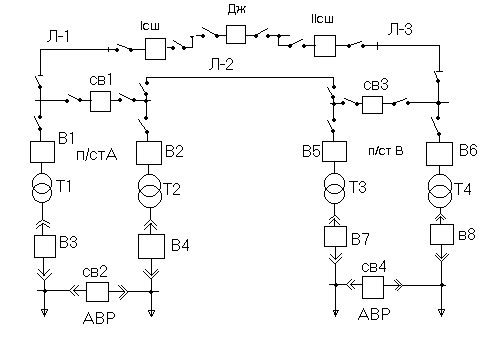 Дж
Iсш
IIсш
Л-1
Л-3
Л-2
св1
св3
В1
п/стА
В2
В5
п/ст В
В6
Т1
Т2
Т3
Т4
В3
В4
В7
в8
св2
св4
АВР
АВР